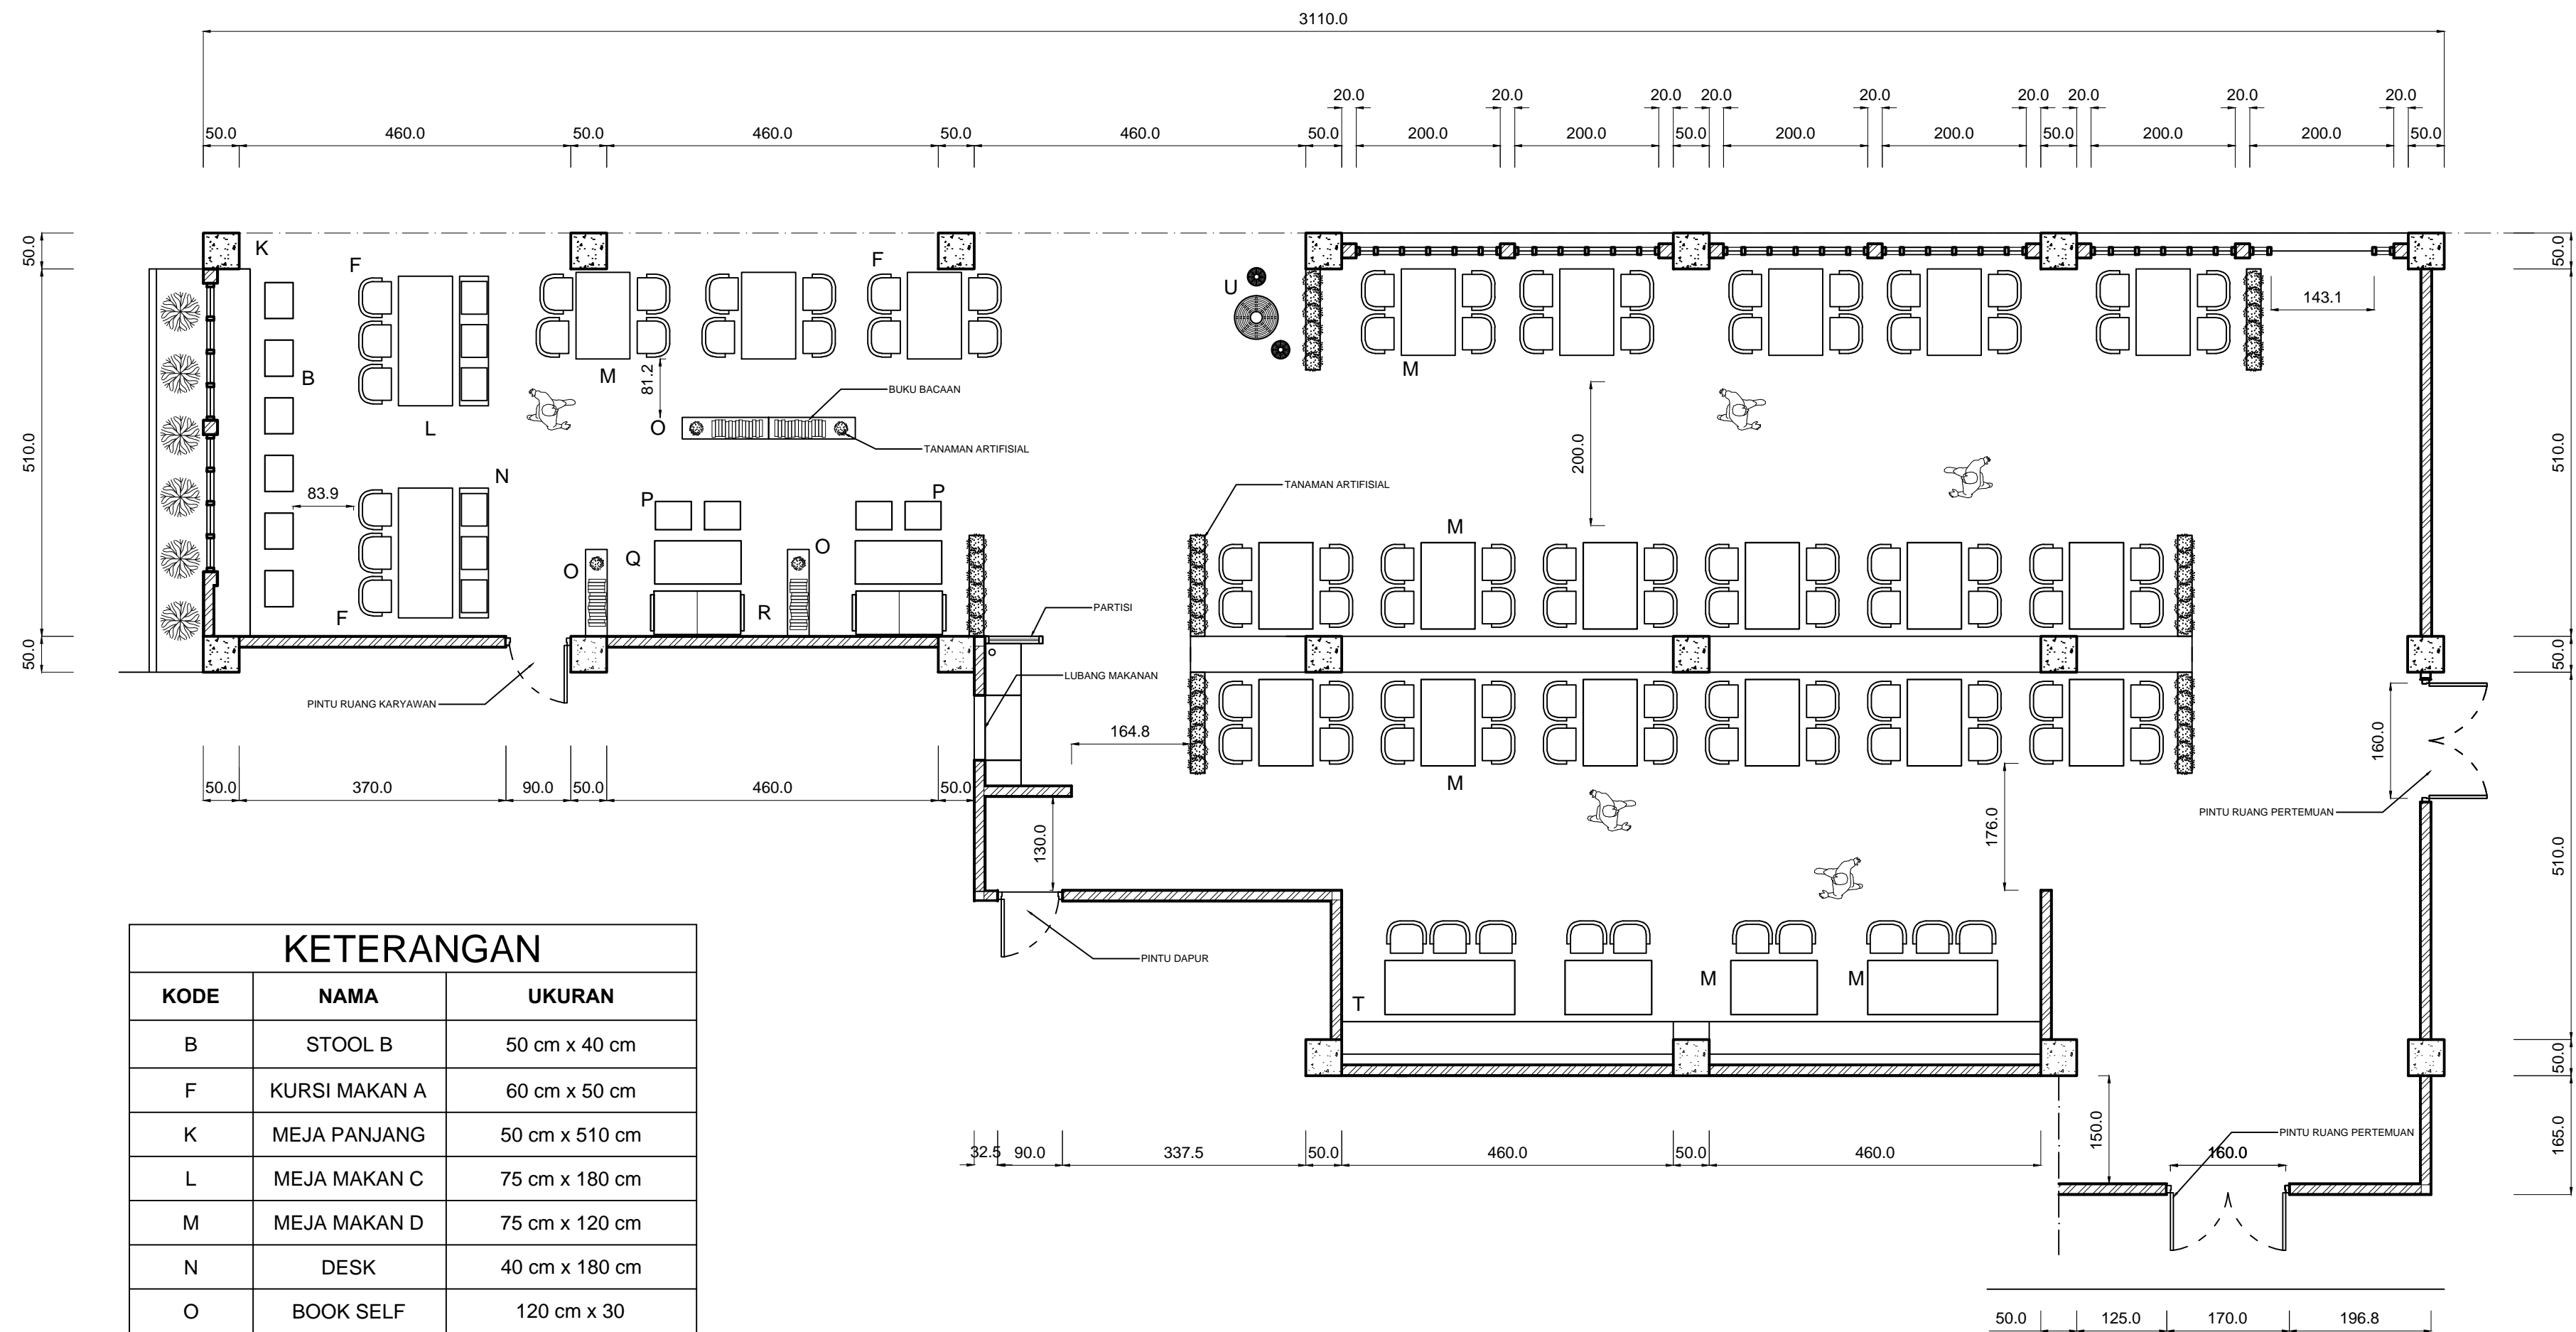 3110.0
20.0 20.0 20.0 20.0 20.0 20.0 20.0 20.0 20.0
50.0 460.0 50.0 460.0 50.0 460.0 50.0 200.0 200.0 50.0 200.0 200.0 50.0 200.0 200.0 50.0
50.0 K 50.0
F F
U
143.1
B M 81.2 M
BUKU BACAAN
L O
TANAMAN ARTIFISIAL
510.0 200.0 510.0
N
TANAMAN ARTIFISIAL
83.9 P P
M
O Q O
F R
PARTISI
50.0 50.0
LUBANG MAKANAN
PINTU RUANG KARYAWAN
164.8 160.0
50.0 370.0 90.0 50.0 460.0 50.0
M
PINTU RUANG PERTEMUAN
130.0 176.0 510.0
PINTU DAPUR
M M
T
50.0
150.0 165.0
PINTU RUANG PERTEMUAN
32.5 90.0 337.5 50.0 460.0 50.0 460.0 160.0
50.0 125.0 170.0 196.8
KETERANGAN
KODE NAMA UKURAN
B STOOL B 50 cm x 40 cm
F KURSI MAKAN A 60 cm x 50 cm
K MEJA PANJANG 50 cm x 510 cm
L MEJA MAKAN C 75 cm x 180 cm
M MEJA MAKAN D 75 cm x 120 cm
N DESK 40 cm x 180 cm
O BOOK SELF 120 cm x 30